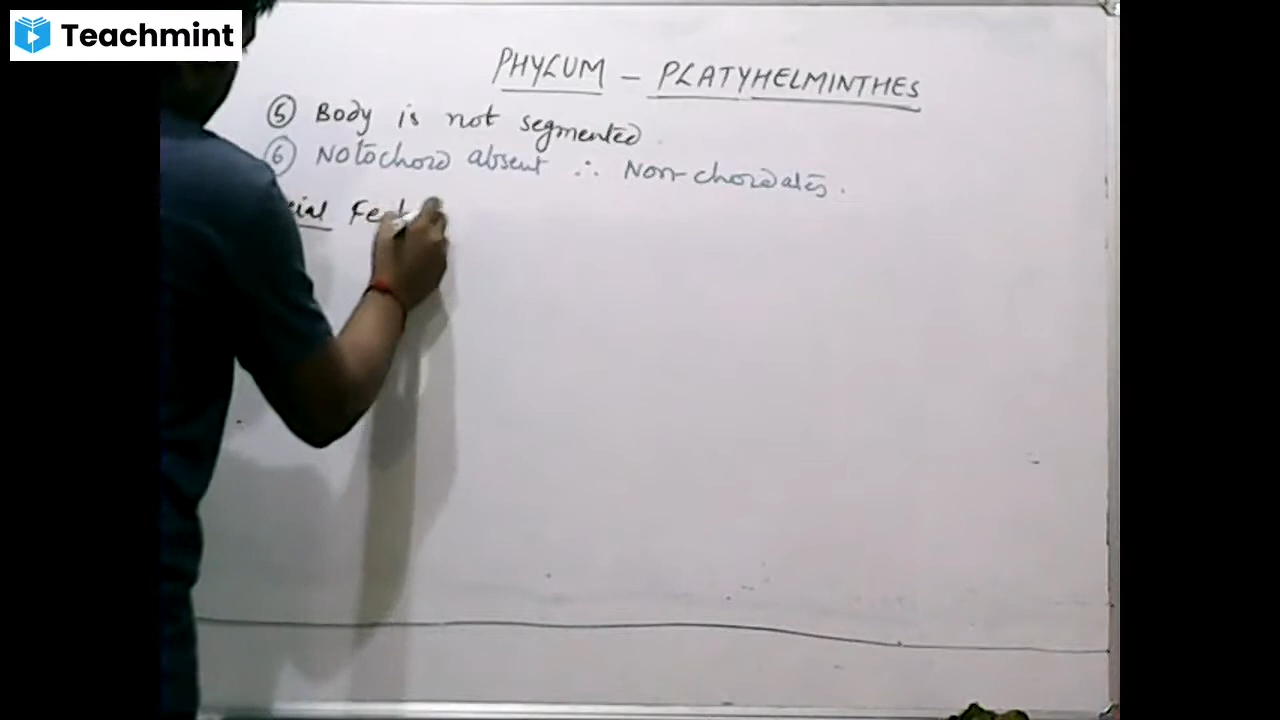 Teachmint
PHYLUM - PLATYHELMINTHES
⑤ Body is not segmented.
⑥ Notochord absent ∴ Non-chordates.